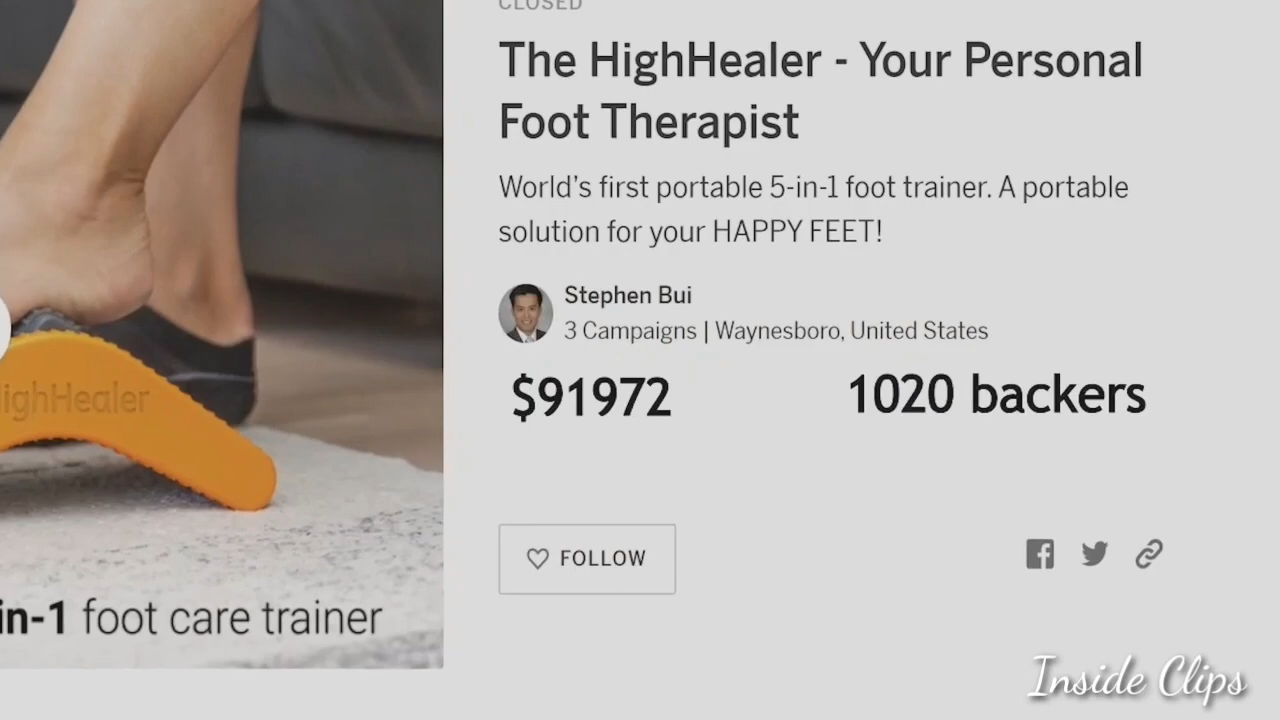 CLOSED
The HighHealer - Your Personal
Foot Therapist
World's first portable 5-in-1 foot trainer. A portable
solution for your HAPPY FEET!
Stephen Bui
3 Campaigns | Waynesboro, United States
$91972 1020 backers
HighHealer
FOLLOW
in-1 foot care trainer
Inside Clips